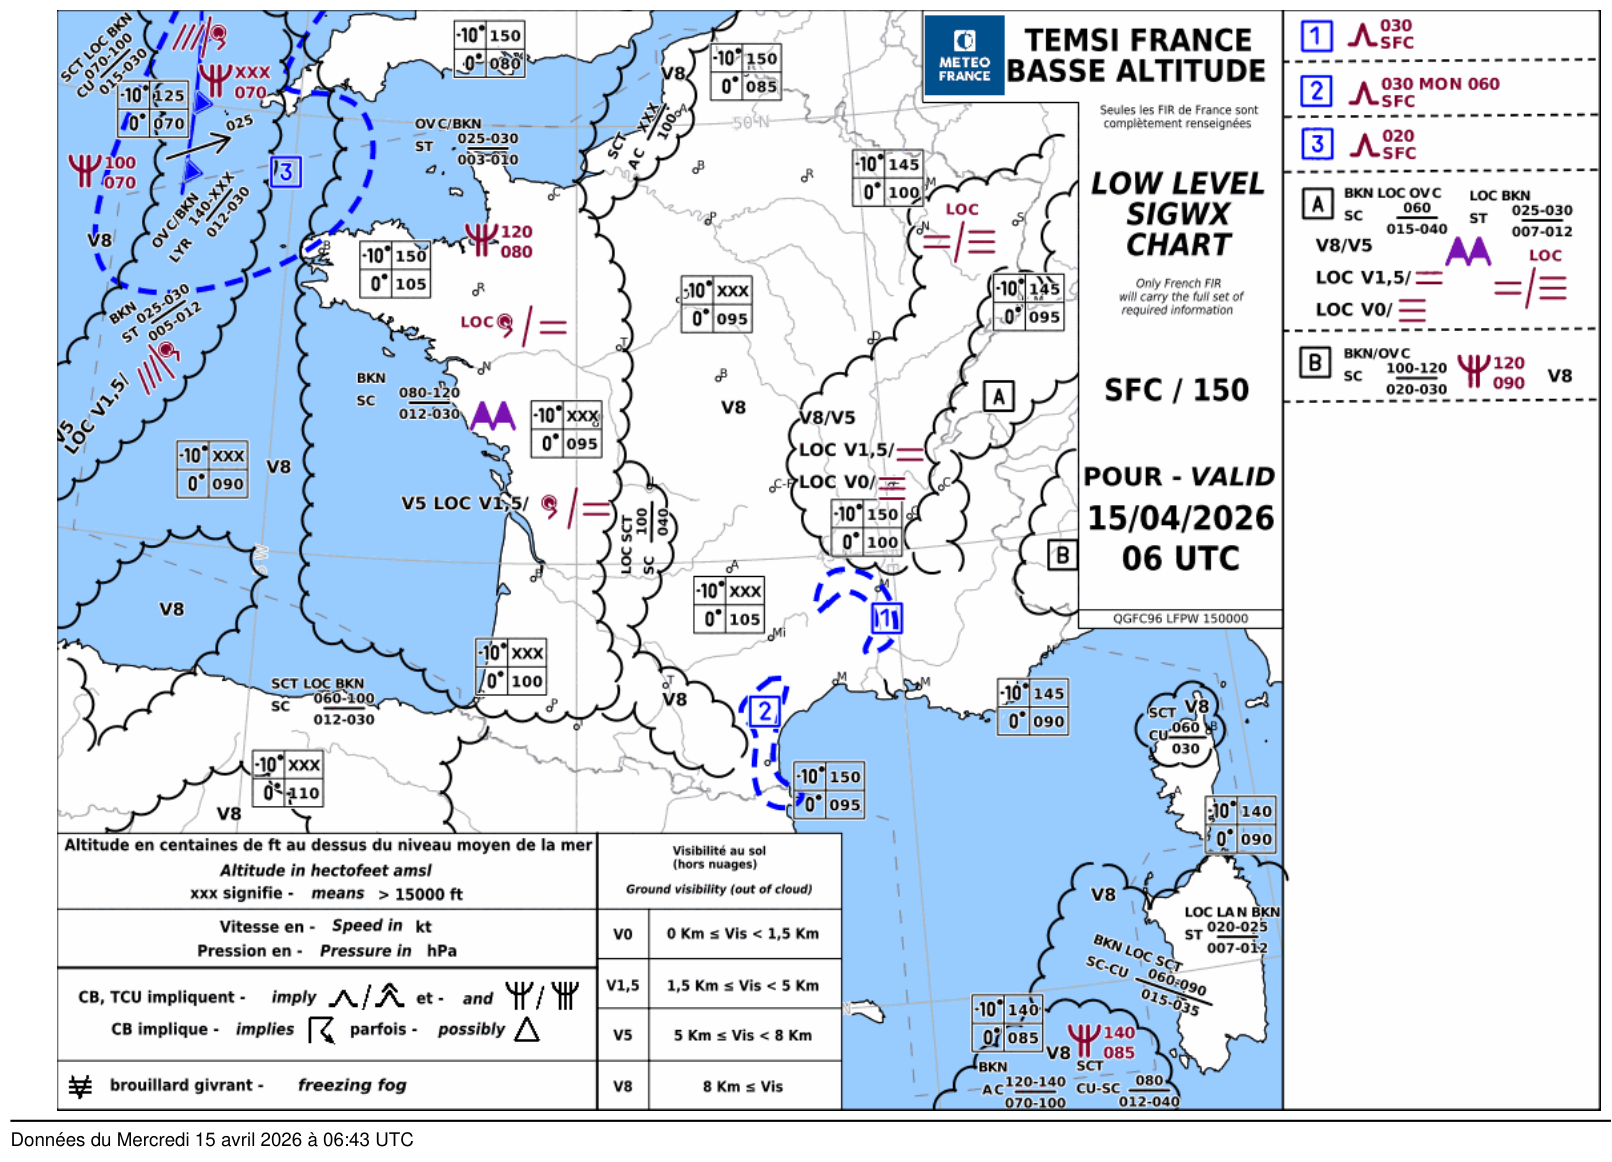 SCT LOC BKN
CU 070-100
015-030
-10° 125
0° 070
XXX
070
025
100
070
3
OVC/BKN
LYR 140-XXX
012-030
V8
BKN
ST 025-030
005-012
V5
LOC V1,5/
-10° XXX
0° 090
V8
V8
-10° 150
0° 080
OVC/BKN
ST 025-030
003-010
-10° 150
0° 105
120
080
LOC
BKN
SC 080-120
012-030
-10° XXX
0° 095
V5 LOC V1,5/
V8
-10° 150
0° 085
SCT XXX
AC 100
50°N
-10° 145
0° 100
LOC
-10° XXX
0° 095
-10° 145
0° 095
V8
V8/V5
LOC V1,5/
LOC V0/
A
B
-10° 150
0° 100
LOC SCT 100
SC 040
-10° XXX
0° 105
1
2
-10° XXX
0° 100
V8
SCT LOC BKN
SC 060-100
012-030
-10° XXX
0° 110
V8
-10° 150
0° 095
-10° 145
0° 090
SCT V8
CU 060
030
-10° 140
0° 090
V8
LOC LAN BKN
ST 020-025
007-012
BKN LOC SCT
SC-CU 060-090
015-035
-10° 140
0° 085
V8
140
085
BKN
AC 120-140
070-100
SCT
CU-SC 080
012-040
METEO
FRANCE
TEMSI FRANCE
BASSE ALTITUDE
Seules les FIR de France sont
complètement renseignées
LOW LEVEL
SIGWX
CHART
Only French FIR
will carry the full set of
required information
SFC / 150
POUR - VALID
15/04/2026
06 UTC
QGFC96 LFPW 150000
1 030
SFC
2 030 MON 060
SFC
3 020
SFC
A BKN LOC OVC LOC BKN
SC 060 ST 025-030
015-040 007-012
V8/V5
LOC
LOC V1,5/
LOC V0/
B BKN/OVC
SC 100-120
020-030
120
090
V8
Altitude en centaines de ft au dessus du niveau moyen de la mer
Altitude in hectofeet amsl
xxx signifie - means > 15000 ft
Vitesse en - Speed in kt
Pression en - Pressure in hPa
CB, TCU impliquent - imply / et - and /
CB implique - implies parfois - possibly
brouillard givrant - freezing fog
Visibilité au sol
(hors nuages)
Ground visibility (out of cloud)
V0 0 Km ≤ Vis < 1,5 Km
V1,5 1,5 Km ≤ Vis < 5 Km
V5 5 Km ≤ Vis < 8 Km
V8 8 Km ≤ Vis
Données du Mercredi 15 avril 2026 à 06:43 UTC